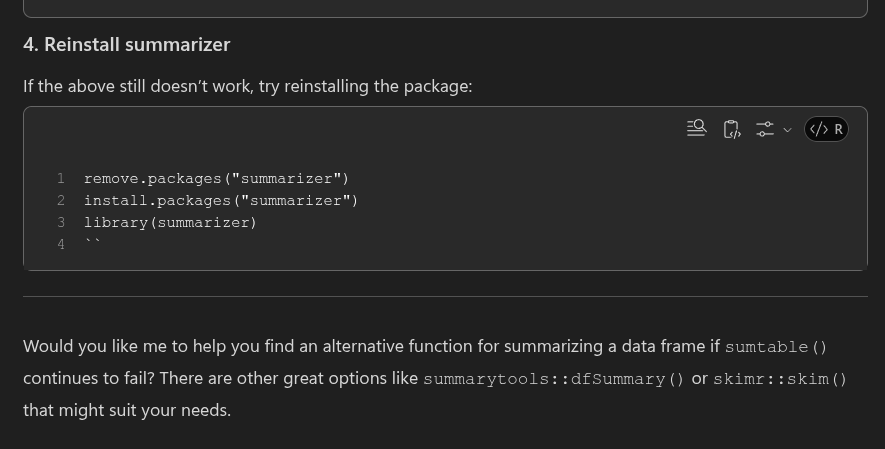 4. Reinstall summarizer
If the above still doesn’t work, try reinstalling the package:
</> R
1 remove.packages("summarizer")
2 install.packages("summarizer")
3 library(summarizer)
4 ``
Would you like me to help you find an alternative function for summarizing a data frame if sumtable()
continues to fail? There are other great options like summarytools::dfSummary() or skimr::skim()
that might suit your needs.